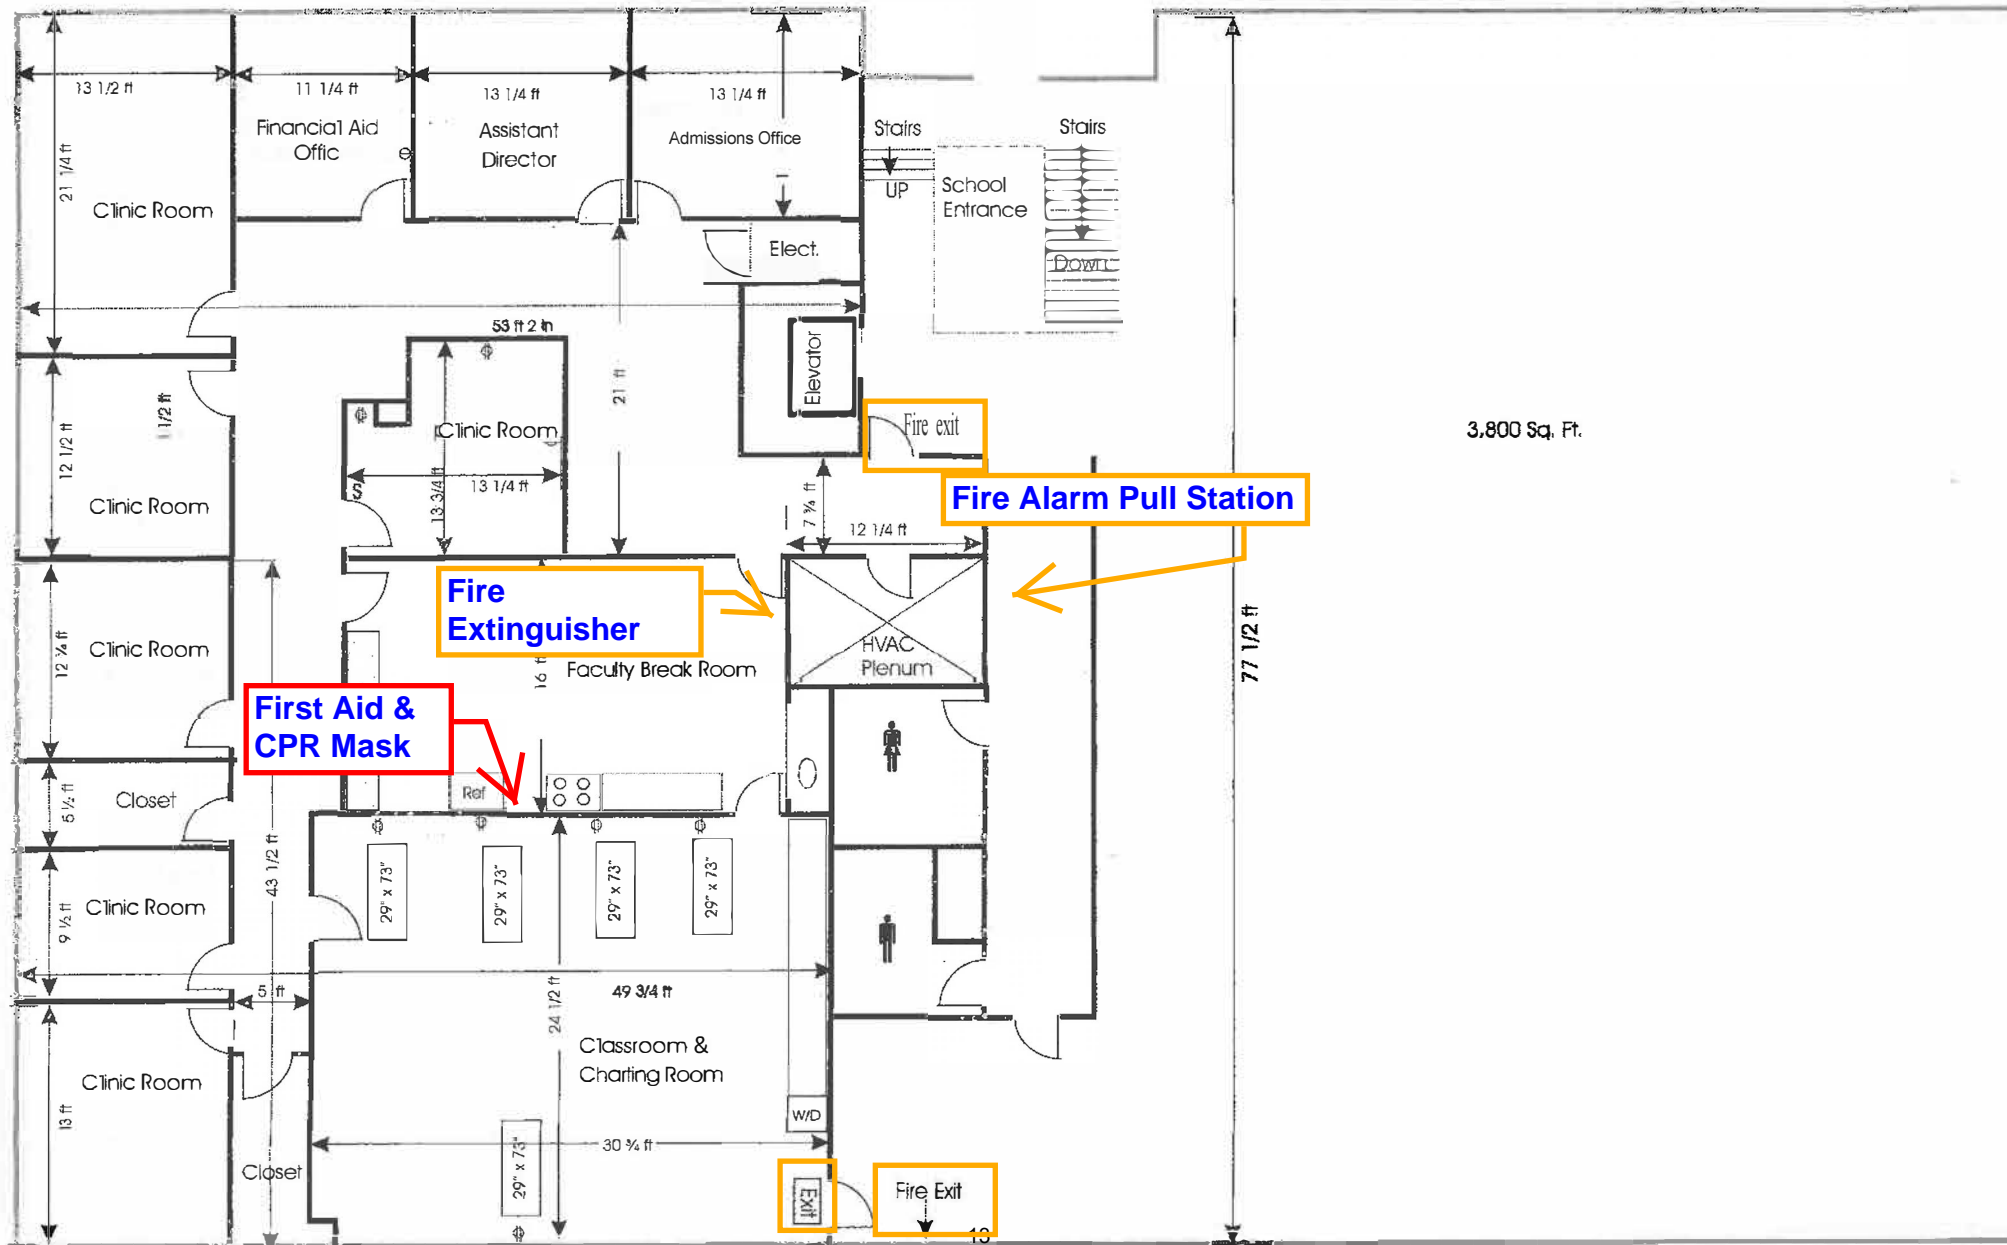 13 1/2 ft
11 1/4 ft
13 1/4 ft
13 1/4 ft
Financial Aid
Offic
Assistant
Director
Admissions Office
Stairs
UP
School
Entrance
Stairs
Down
21 1/4 ft
Clinic Room
Elect.
53 ft 2 in
21 ft
Elevator
Fire exit
3,800 Sq. Ft.
12 1/2 ft
1/2 ft
Clinic Room
Clinic Room
13 1/4 ft
13 3/4 ft
S
7 ¾ ft
12 1/4 ft
Fire Alarm Pull Station
Fire
Extinguisher
HVAC
Plenum
12 ¼ ft
Clinic Room
16 ft
Faculty Break Room
77 1/2 ft
First Aid &
CPR Mask
Ref
5 ½ ft
Closet
43 1/2 ft
29" x 73"
29" x 73"
29" x 73"
29" x 73"
9 ½ ft
Clinic Room
5 ft
49 3/4 ft
24 1/2 ft
Classroom &
Charting Room
Clinic Room
13 ft
W/D
30 ¾ ft
29" x 73"
Closet
Exit
Fire Exit
13